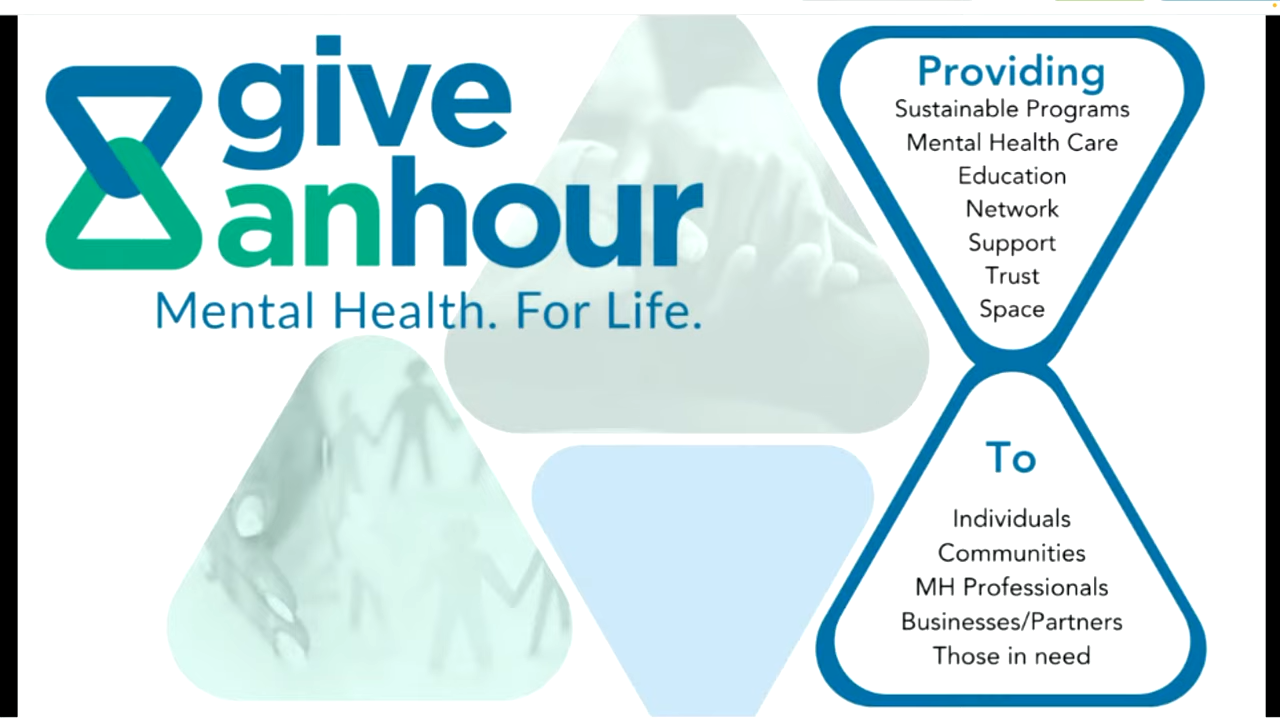 give
anhour
Mental Health. For Life.
Providing
Sustainable Programs
Mental Health Care
Education
Network
Support
Trust
Space
To
Individuals
Communities
MH Professionals
Businesses/Partners
Those in need